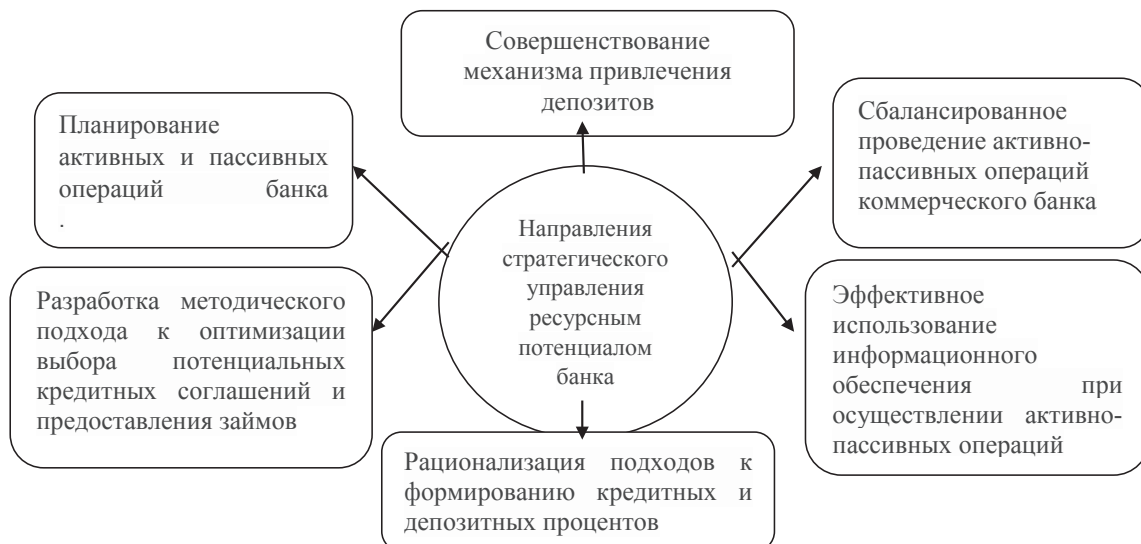 Совершенствование
механизма привлечения
депозитов
Планирование
активных и пассивных
операций банка
.
Сбалансированное
проведение активно-
пассивных операций
коммерческого банка
Направления
стратегического
управления
ресурсным
потенциалом
банка
Разработка методического
подхода к оптимизации
выбора потенциальных
кредитных соглашений и
предоставления займов
Эффективное
использование
информационного
обеспечения при
осуществлении активно-
пассивных операций
Рационализация подходов к
формированию кредитных и
депозитных процентов